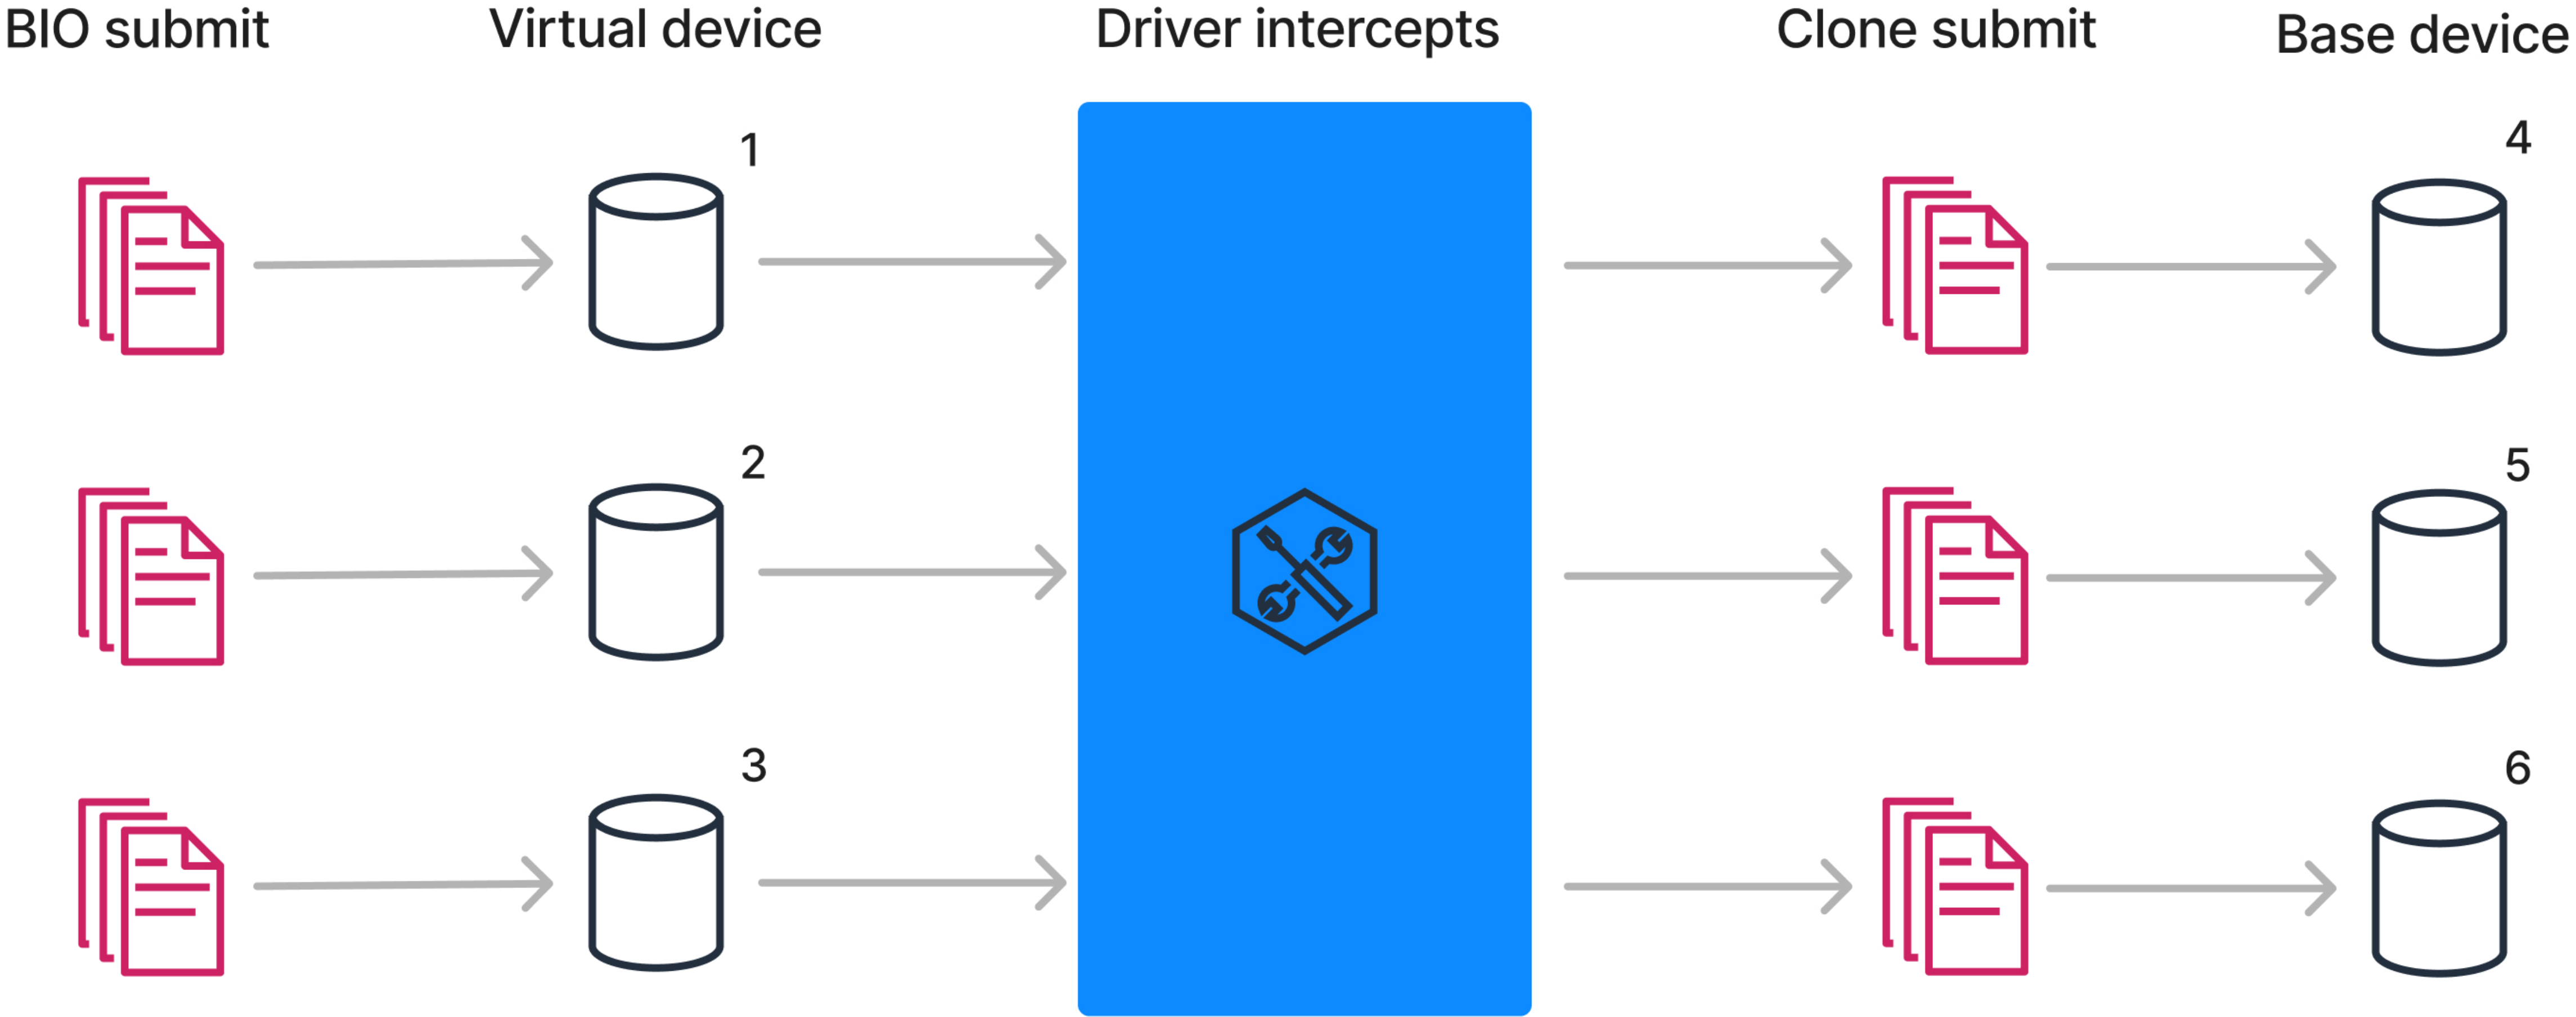 BIO submit
Virtual device
Driver intercepts
Clone submit
Base device
1
4
2
5
3
6